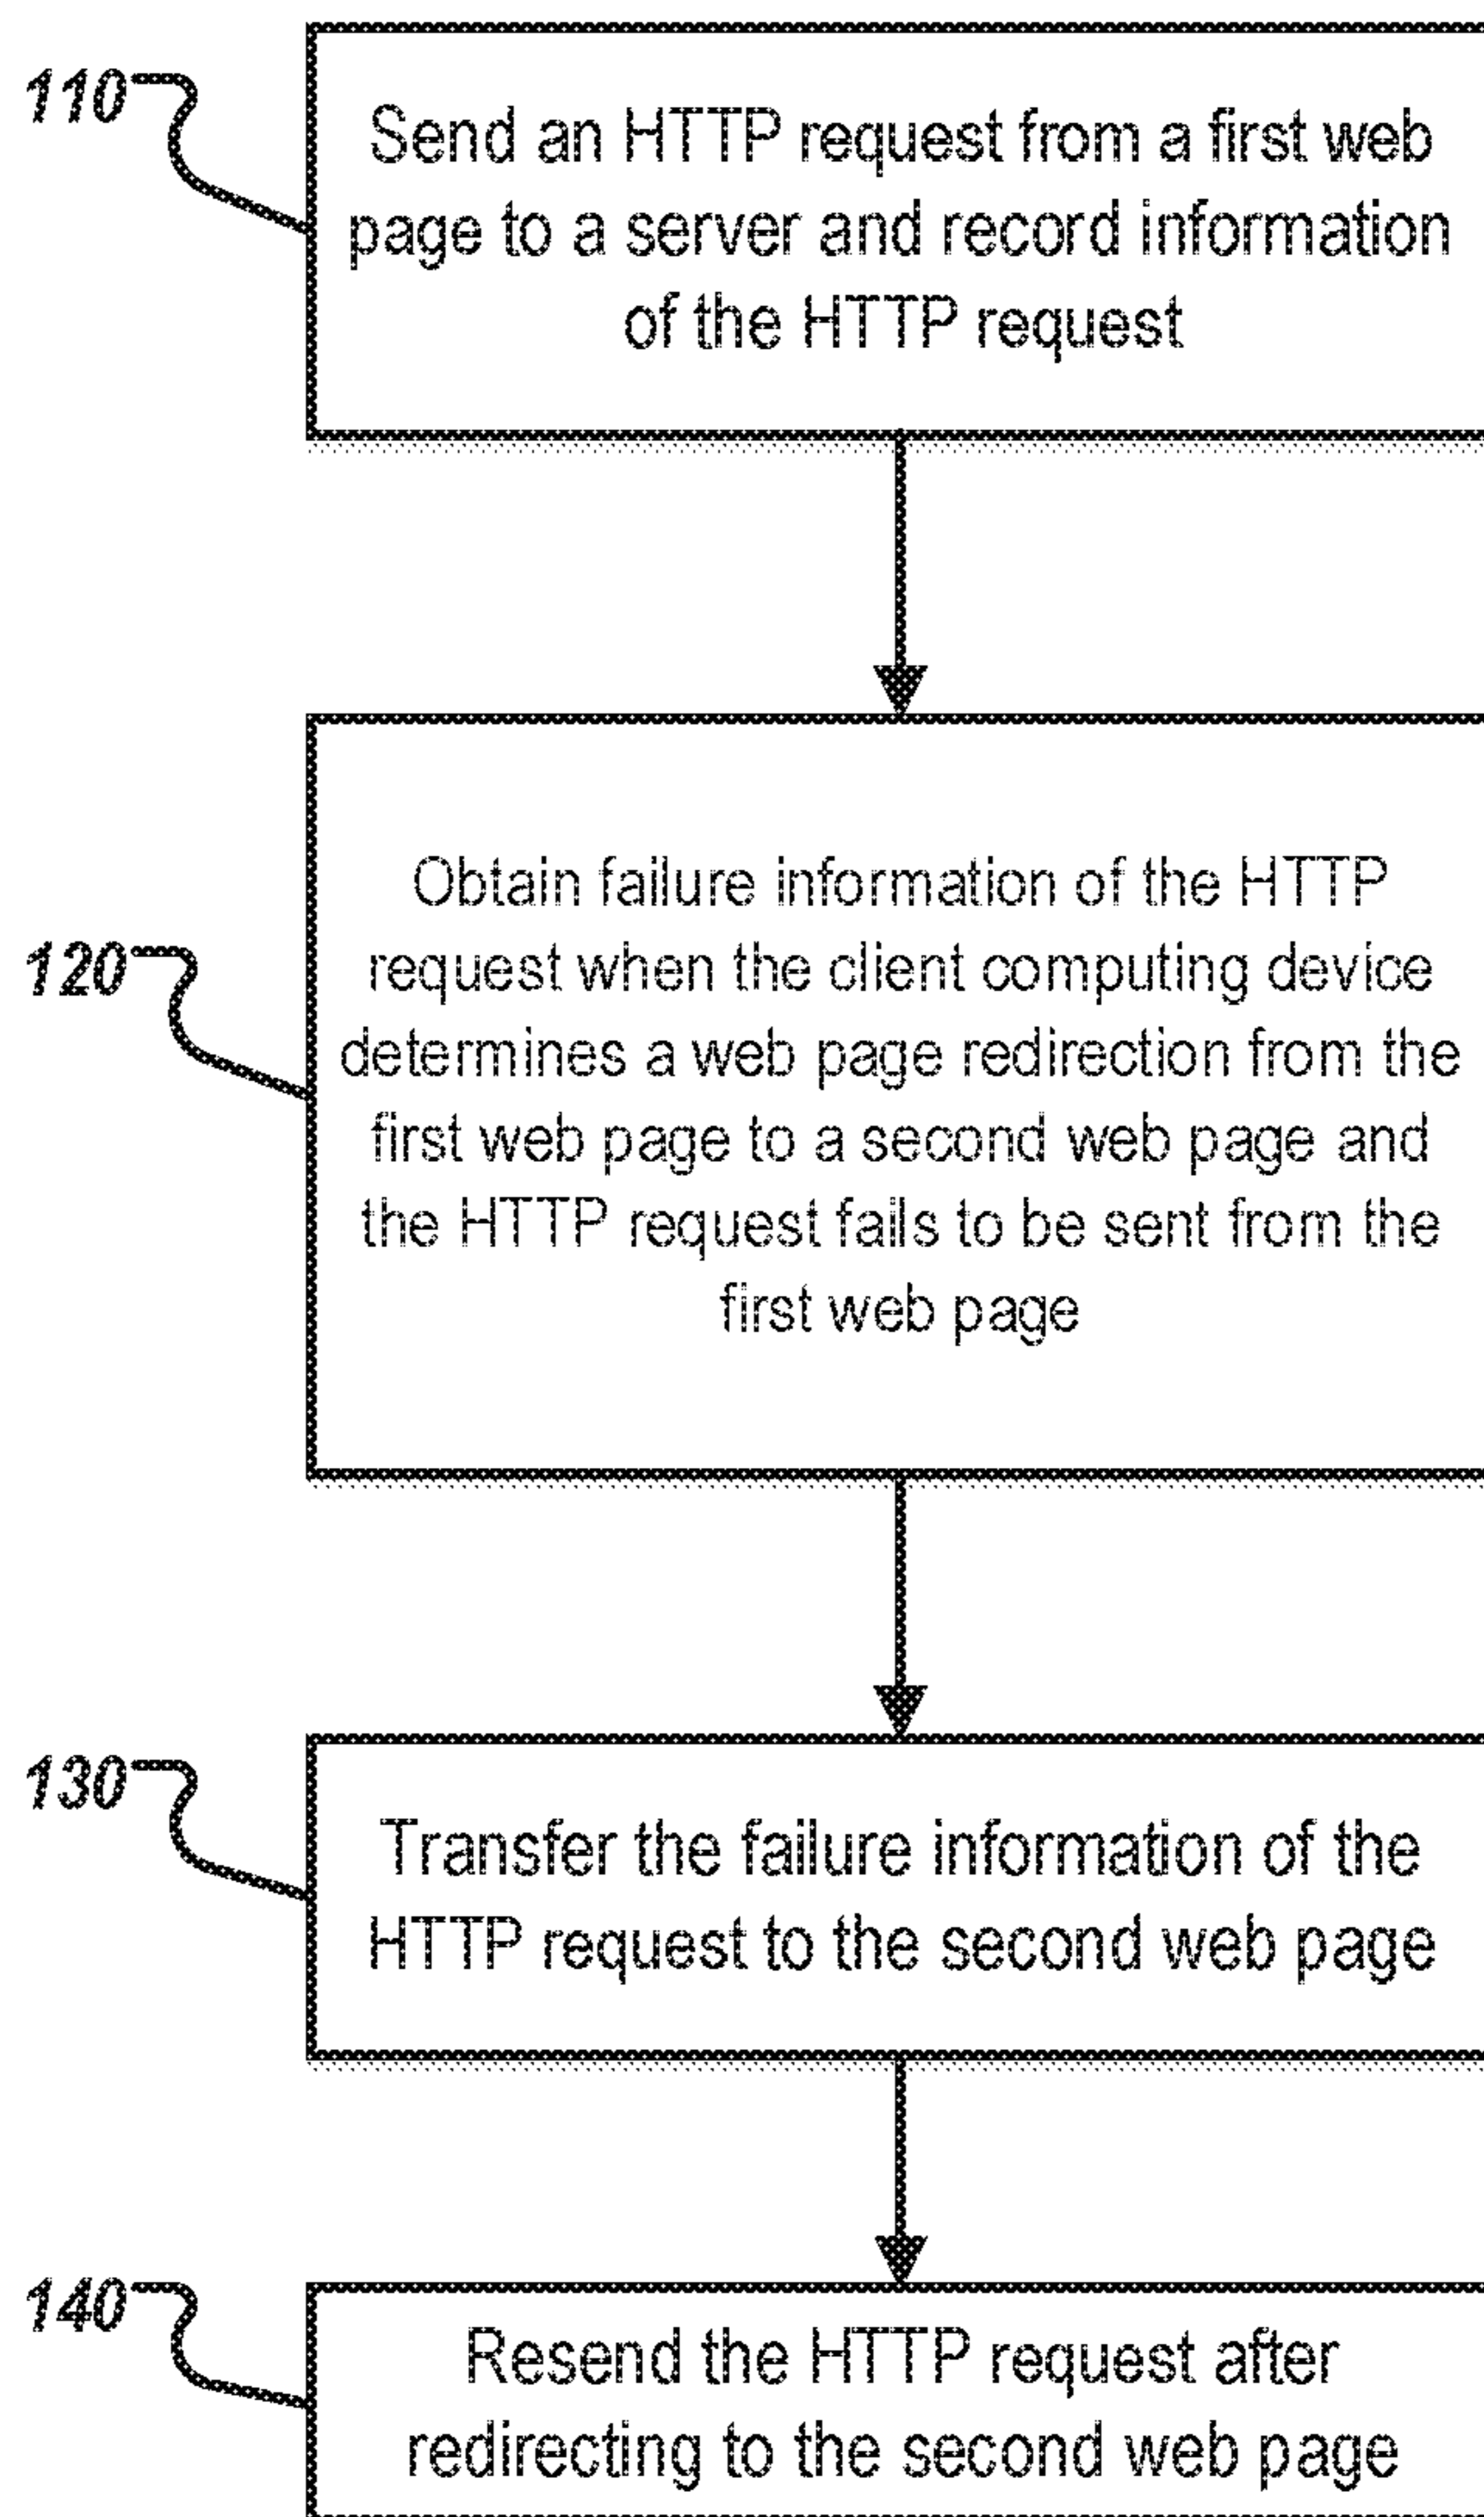 110
Send an HTTP request from a first web
page to a server and record information
of the HTTP request
120
Obtain failure information of the HTTP
request when the client computing device
determines a web page redirection from the
first web page to a second web page and
the HTTP request fails to be sent from the
first web page
130
Transfer the failure information of the
HTTP request to the second web page
140
Resend the HTTP request after
redirecting to the second web page